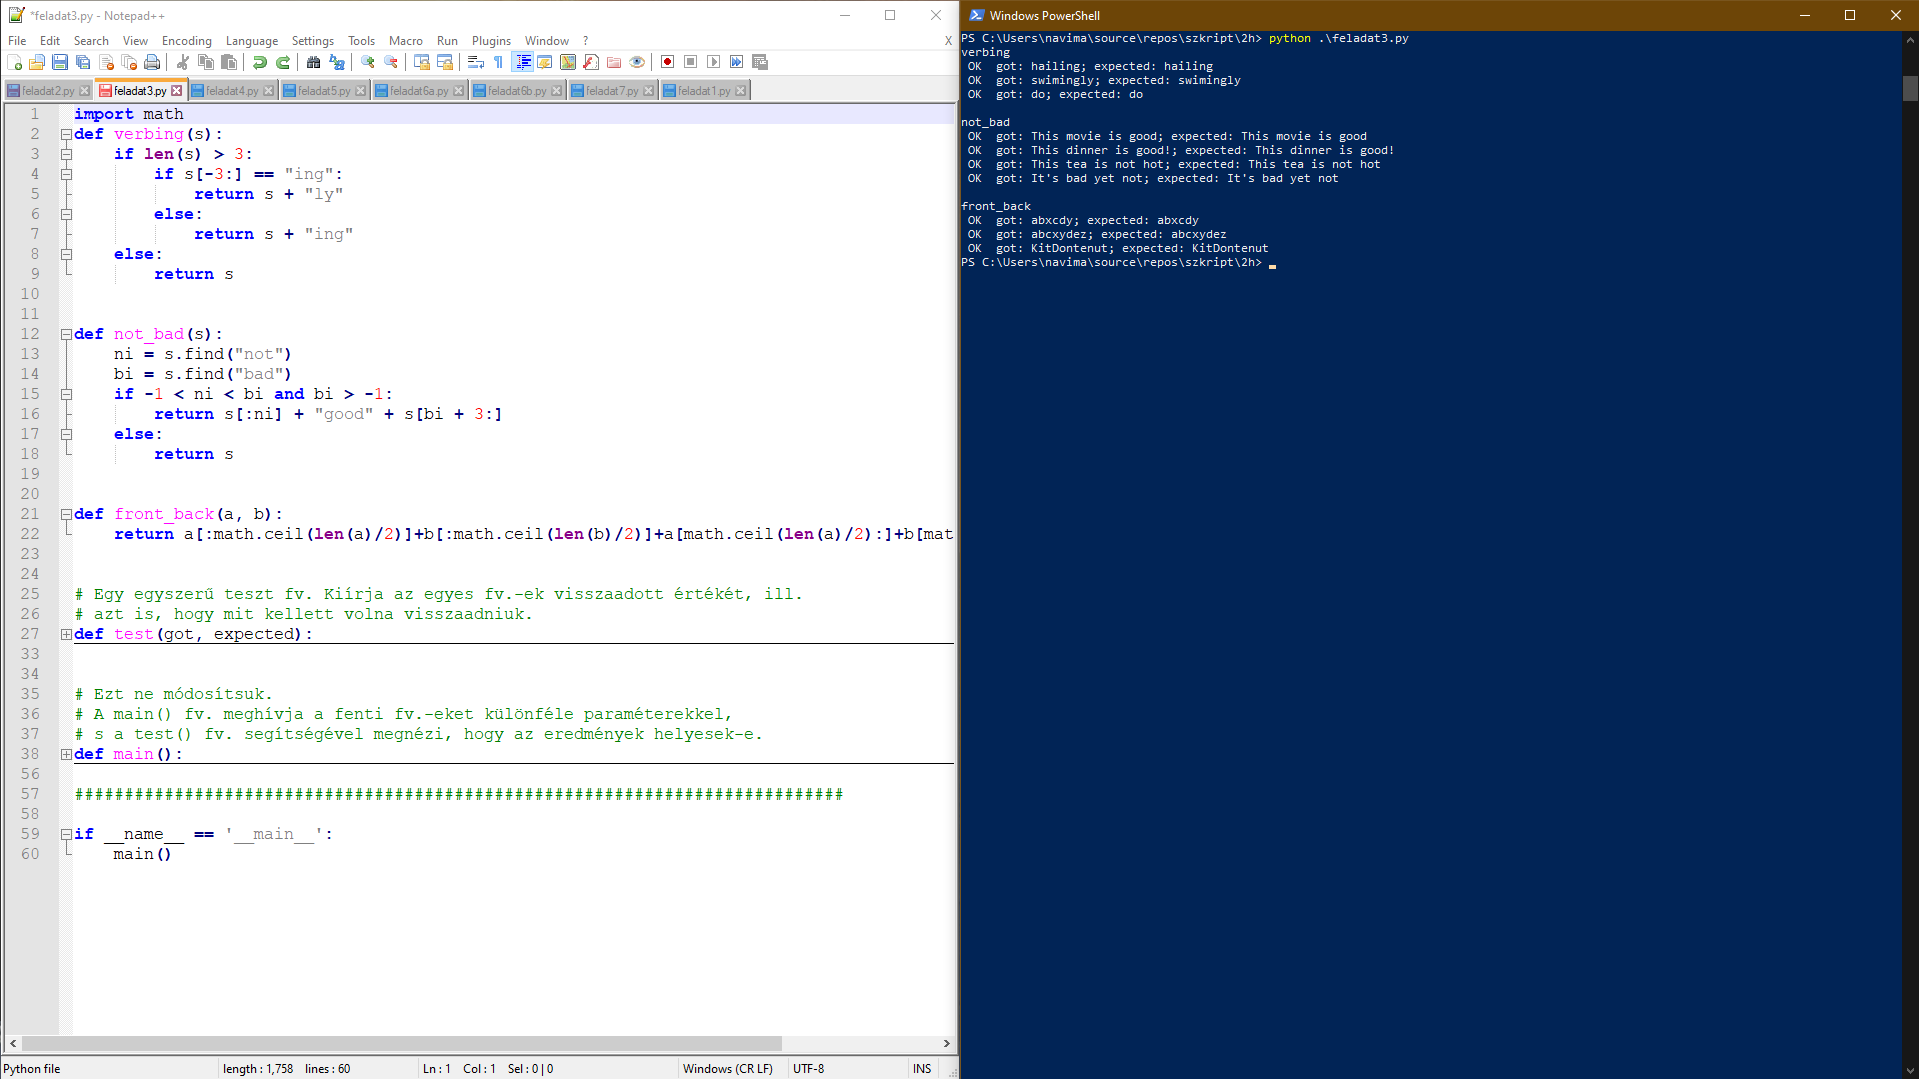 *feladat3.py - Notepad++
File Edit Search View Encoding Language Settings Tools Macro Run Plugins Window ? X
feladat2.py feladat3.py feladat4.py feladat5.py feladat6a.py feladat6b.py feladat7.py feladat1.py
1 import math
2 def verbing(s):
3 if len(s) > 3:
4 if s[-3:] == "ing":
5 return s + "ly"
6 else:
7 return s + "ing"
8 else:
9 return s
10
11
12 def not_bad(s):
13 ni = s.find("not")
14 bi = s.find("bad")
15 if -1 < ni < bi and bi > -1:
16 return s[:ni] + "good" + s[bi + 3:]
17 else:
18 return s
19
20
21 def front_back(a, b):
22 return a[:math.ceil(len(a)/2)]+b[:math.ceil(len(b)/2)]+a[math.ceil(len(a)/2):]+b[mat
23
24
25 # Egy egyszerű teszt fv. Kiírja az egyes fv.-ek visszaadott értékét, ill.
26 # azt is, hogy mit kellett volna visszaadniuk.
27 def test(got, expected):
33
34
35 # Ezt ne módosítsuk.
36 # A main() fv. meghívja a fenti fv.-eket különféle paraméterekkel,
37 # s a test() fv. segítségével megnézi, hogy az eredmények helyesek-e.
38 def main():
56
57 #############################################################################
58
59 if __name__ == '__main__':
60 main()
Python file length : 1,758 lines : 60 Ln : 1 Col : 1 Sel : 0 | 0 Windows (CR LF) UTF-8 INS
Windows PowerShell
PS C:\Users\navima\source\repos\szkript\2h> python .\feladat3.py
verbing
OK got: hailing; expected: hailing
OK got: swimingly; expected: swimingly
OK got: do; expected: do
not_bad
OK got: This movie is good; expected: This movie is good
OK got: This dinner is good!; expected: This dinner is good!
OK got: This tea is not hot; expected: This tea is not hot
OK got: It's bad yet not; expected: It's bad yet not
front_back
OK got: abxcdy; expected: abxcdy
OK got: abcxydez; expected: abcxydez
OK got: KitDontenut; expected: KitDontenut
PS C:\Users\navima\source\repos\szkript\2h>